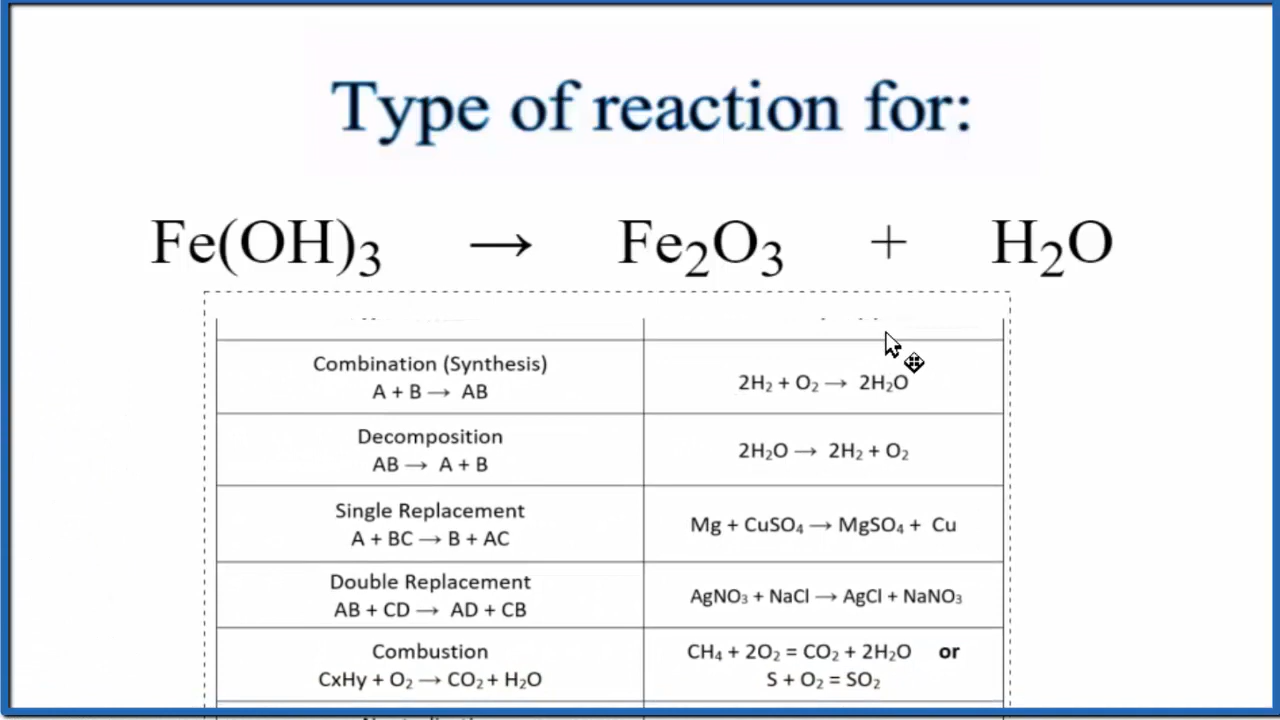 Type of reaction for:
Fe(OH)₃ → Fe₂O₃ + H₂O
Combination (Synthesis)
A + B → AB
2H₂ + O₂ → 2H₂O
Decomposition
AB → A + B
2H₂O → 2H₂ + O₂
Single Replacement
A + BC → B + AC
Mg + CuSO₄ → MgSO₄ + Cu
Double Replacement
AB + CD → AD + CB
AgNO₃ + NaCl → AgCl + NaNO₃
Combustion
CxHy + O₂ → CO₂ + H₂O
CH₄ + 2O₂ = CO₂ + 2H₂O or
S + O₂ = SO₂